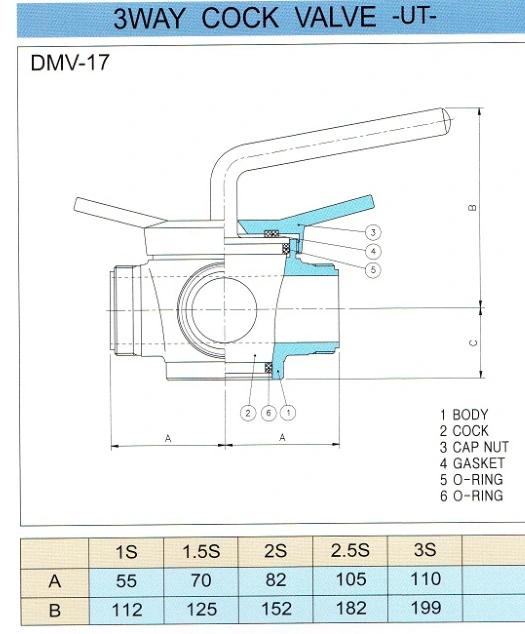 3WAY COCK VALVE -UT-
DMV-17
B
3
4
5
C
2 6 1
A A
1 BODY
2 COCK
3 CAP NUT
4 GASKET
5 O-RING
6 O-RING
1S 1.5S 2S 2.5S 3S
A 55 70 82 105 110
B 112 125 152 182 199